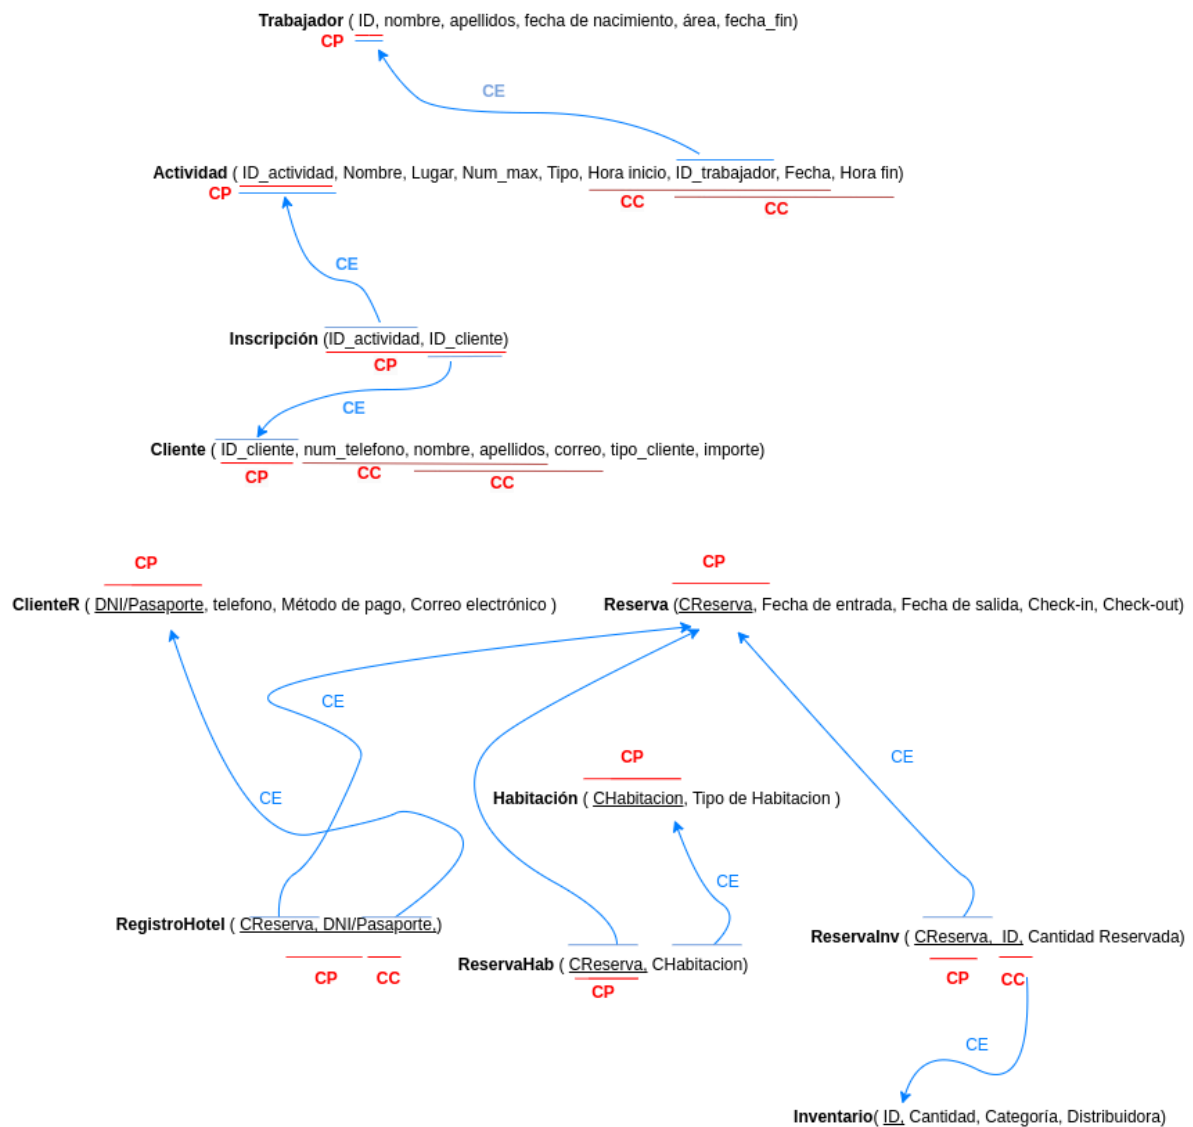 Trabajador ( ID, nombre, apellidos, fecha de nacimiento, área, fecha_fin)
CP
CE
Actividad ( ID_actividad, Nombre, Lugar, Num_max, Tipo, Hora inicio, ID_trabajador, Fecha, Hora fin)
CP
CC
CC
CE
Inscripción (ID_actividad, ID_cliente)
CP
CE
Cliente ( ID_cliente, num_telefono, nombre, apellidos, correo, tipo_cliente, importe)
CP
CC
CC
CP
CP
ClienteR ( DNI/Pasaporte, telefono, Método de pago, Correo electrónico )
Reserva (CReserva, Fecha de entrada, Fecha de salida, Check-in, Check-out)
CE
CE
CP
CE
Habitación ( CHabitacion, Tipo de Habitacion )
CE
RegistroHotel ( CReserva, DNI/Pasaporte,)
ReservaInv ( CReserva, ID, Cantidad Reservada)
ReservaHab ( CReserva, CHabitacion)
CP
CC
CP
CP
CC
CE
Inventario( ID, Cantidad, Categoría, Distribuidora)